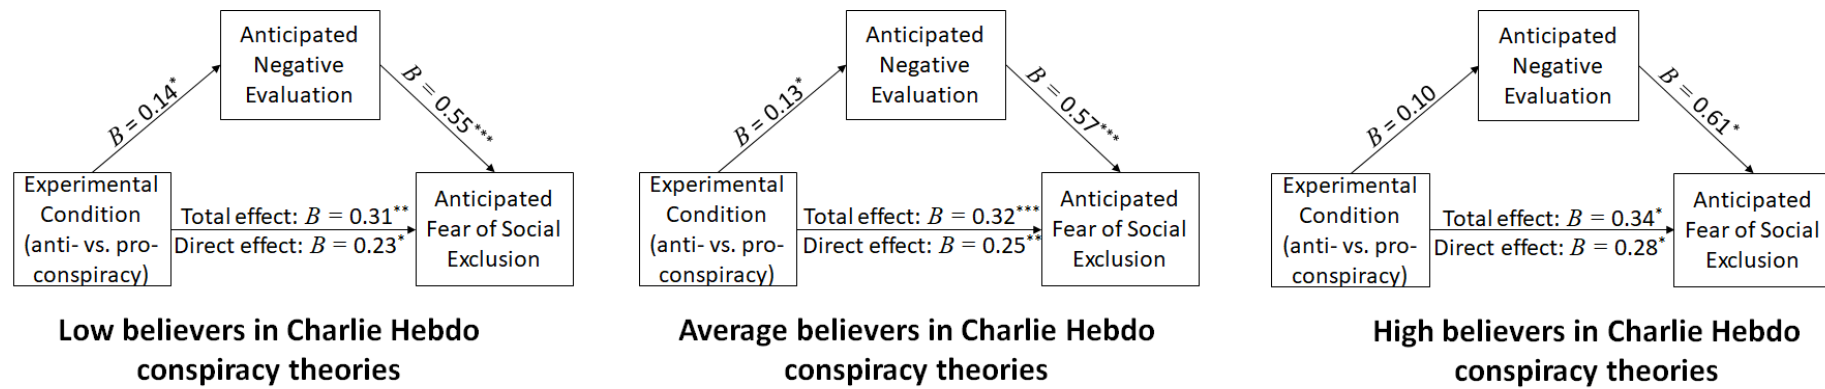 Anticipated
Negative
Evaluation
B = 0.14*
B = 0.55***
Experimental
Condition
(anti- vs. pro-
conspiracy)
Total effect: B = 0.31**
Direct effect: B = 0.23*
Anticipated
Fear of Social
Exclusion
Low believers in Charlie Hebdo
conspiracy theories
Anticipated
Negative
Evaluation
B = 0.13*
B = 0.57***
Experimental
Condition
(anti- vs. pro-
conspiracy)
Total effect: B = 0.32***
Direct effect: B = 0.25**
Anticipated
Fear of Social
Exclusion
Average believers in Charlie Hebdo
conspiracy theories
Anticipated
Negative
Evaluation
B = 0.10
B = 0.61*
Experimental
Condition
(anti- vs. pro-
conspiracy)
Total effect: B = 0.34*
Direct effect: B = 0.28*
Anticipated
Fear of Social
Exclusion
High believers in Charlie Hebdo
conspiracy theories